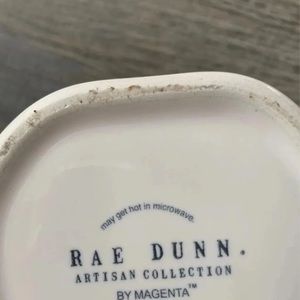 may get hot in microwave.
RAE DUNN.
ARTISAN COLLECTION
BY MAGENTA™